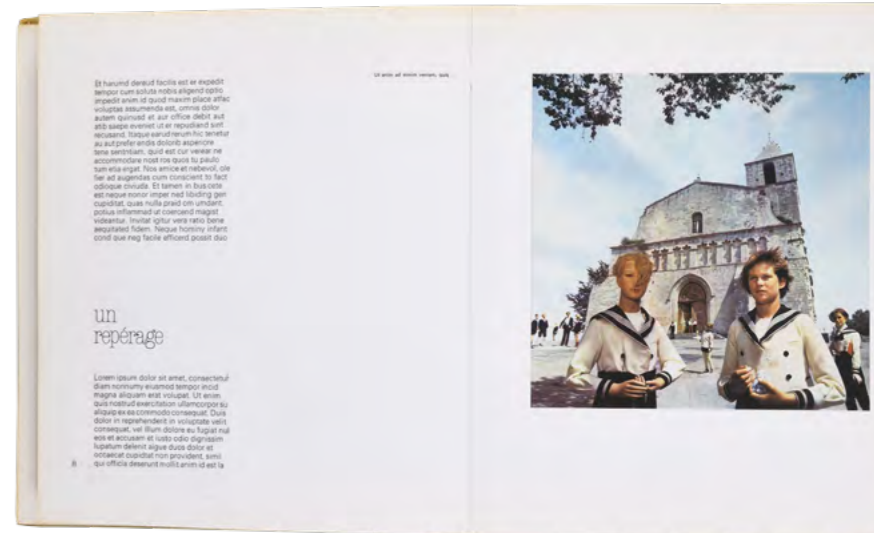 Et harumd dereud facilis est er expedit
tempor cum soluta nobis eligend optio
impedit anim id quod maxim place atfac
voluptas assumenda est, omnis dolor
autem quinusd et aur office debit aut
atib saepe eveniet ut er repudiand sint
recusand. Itaque earud rerum hic tenetur
au aut prefer andis dolorib asperiore
tene sentntiam, quid est cur verear ne
accommodare nost ros quos tu paulo
tum etia ergat. Nos amice et nebevol, ole
fier ad augendas cum conscient to fact
odioque civiuda. Et tamen in bus cete
est neque nonor imper ned libiding gen
cupiditat, quas nulla praid om umdant.
potius inflammad ut coercend magist
videantur. Invitat igitur vera ratio bene
aequitated fidem. Neque hominy infant
cond que neg facile efficend possit duo
un
repérage
Lorem ipsum dolor sit amet, consectetur
diam nonnumy eiusmod tempor incid
magna aliquam erat volupat. Ut enim
quis nostrud exercitation ullamcorpor su
aliquip ex ea commodo consequat. Duis
dolor in reprehenderit in voluptate velit
consequat, vel illum dolore eu fugiat nul
eos et accusam et iusto odio dignissim
lupatum delenit aigue duos dolor et
occaecat cupidtat non provident, simil
qui officia deserunt mollit anim id est la
8
Ut enim ad minim veniam, quis